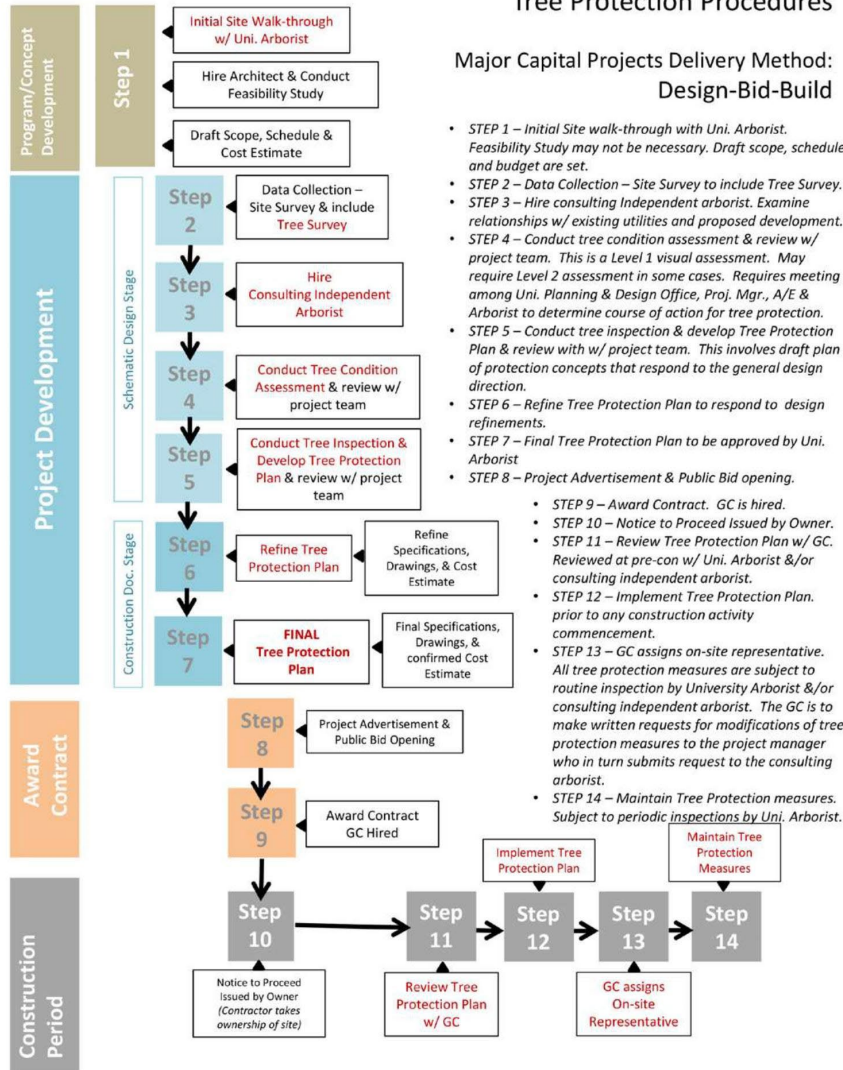 Tree Protection Procedures
Major Capital Projects Delivery Method:
Design-Bid-Build
Program/Concept
Development
Step 1
Initial Site Walk-through
w/ Uni. Arborist
Hire Architect & Conduct
Feasibility Study
Draft Scope, Schedule &
Cost Estimate
Project Development
Schematic Design Stage
Step
2
Data Collection –
Site Survey & include
Tree Survey
Step
3
Hire
Consulting Independent
Arborist
Step
4
Conduct Tree Condition
Assessment & review w/
project team
Step
5
Conduct Tree Inspection &
Develop Tree Protection
Plan & review w/ project
team
Construction Doc. Stage
Step
6
Refine Tree
Protection Plan
Refine
Specifications,
Drawings, & Cost
Estimate
Step
7
FINAL
Tree Protection
Plan
Final Specifications,
Drawings, &
confirmed Cost
Estimate
Award
Contract
Step
8
Project Advertisement &
Public Bid Opening
Step
9
Award Contract
GC Hired
Construction
Period
Step
10
Notice to Proceed
Issued by Owner
(Contractor takes
ownership of site)
Step
11
Review Tree
Protection Plan
w/ GC
Implement Tree
Protection Plan
Step
12
Step
13
GC assigns
On-site
Representative
Maintain Tree
Protection
Measures
Step
14
• STEP 1 – Initial Site walk-through with Uni. Arborist.
Feasibility Study may not be necessary. Draft scope, schedule
and budget are set.
• STEP 2 – Data Collection – Site Survey to include Tree Survey.
• STEP 3 – Hire consulting Independent arborist. Examine
relationships w/ existing utilities and proposed development.
• STEP 4 – Conduct tree condition assessment & review w/
project team. This is a Level 1 visual assessment. May
require Level 2 assessment in some cases. Requires meeting
among Uni. Planning & Design Office, Proj. Mgr., A/E &
Arborist to determine course of action for tree protection.
• STEP 5 – Conduct tree inspection & develop Tree Protection
Plan & review with w/ project team. This involves draft plan
of protection concepts that respond to the general design
direction.
• STEP 6 – Refine Tree Protection Plan to respond to design
refinements.
• STEP 7 – Final Tree Protection Plan to be approved by Uni.
Arborist
• STEP 8 – Project Advertisement & Public Bid opening.
• STEP 9 – Award Contract. GC is hired.
• STEP 10 – Notice to Proceed Issued by Owner.
• STEP 11 – Review Tree Protection Plan w/ GC.
Reviewed at pre-con w/ Uni. Arborist &/or
consulting independent arborist.
• STEP 12 – Implement Tree Protection Plan.
prior to any construction activity
commencement.
• STEP 13 – GC assigns on-site representative.
All tree protection measures are subject to
routine inspection by University Arborist &/or
consulting independent arborist. The GC is to
make written requests for modifications of tree
protection measures to the project manager
who in turn submits request to the consulting
arborist.
• STEP 14 – Maintain Tree Protection measures.
Subject to periodic inspections by Uni. Arborist.